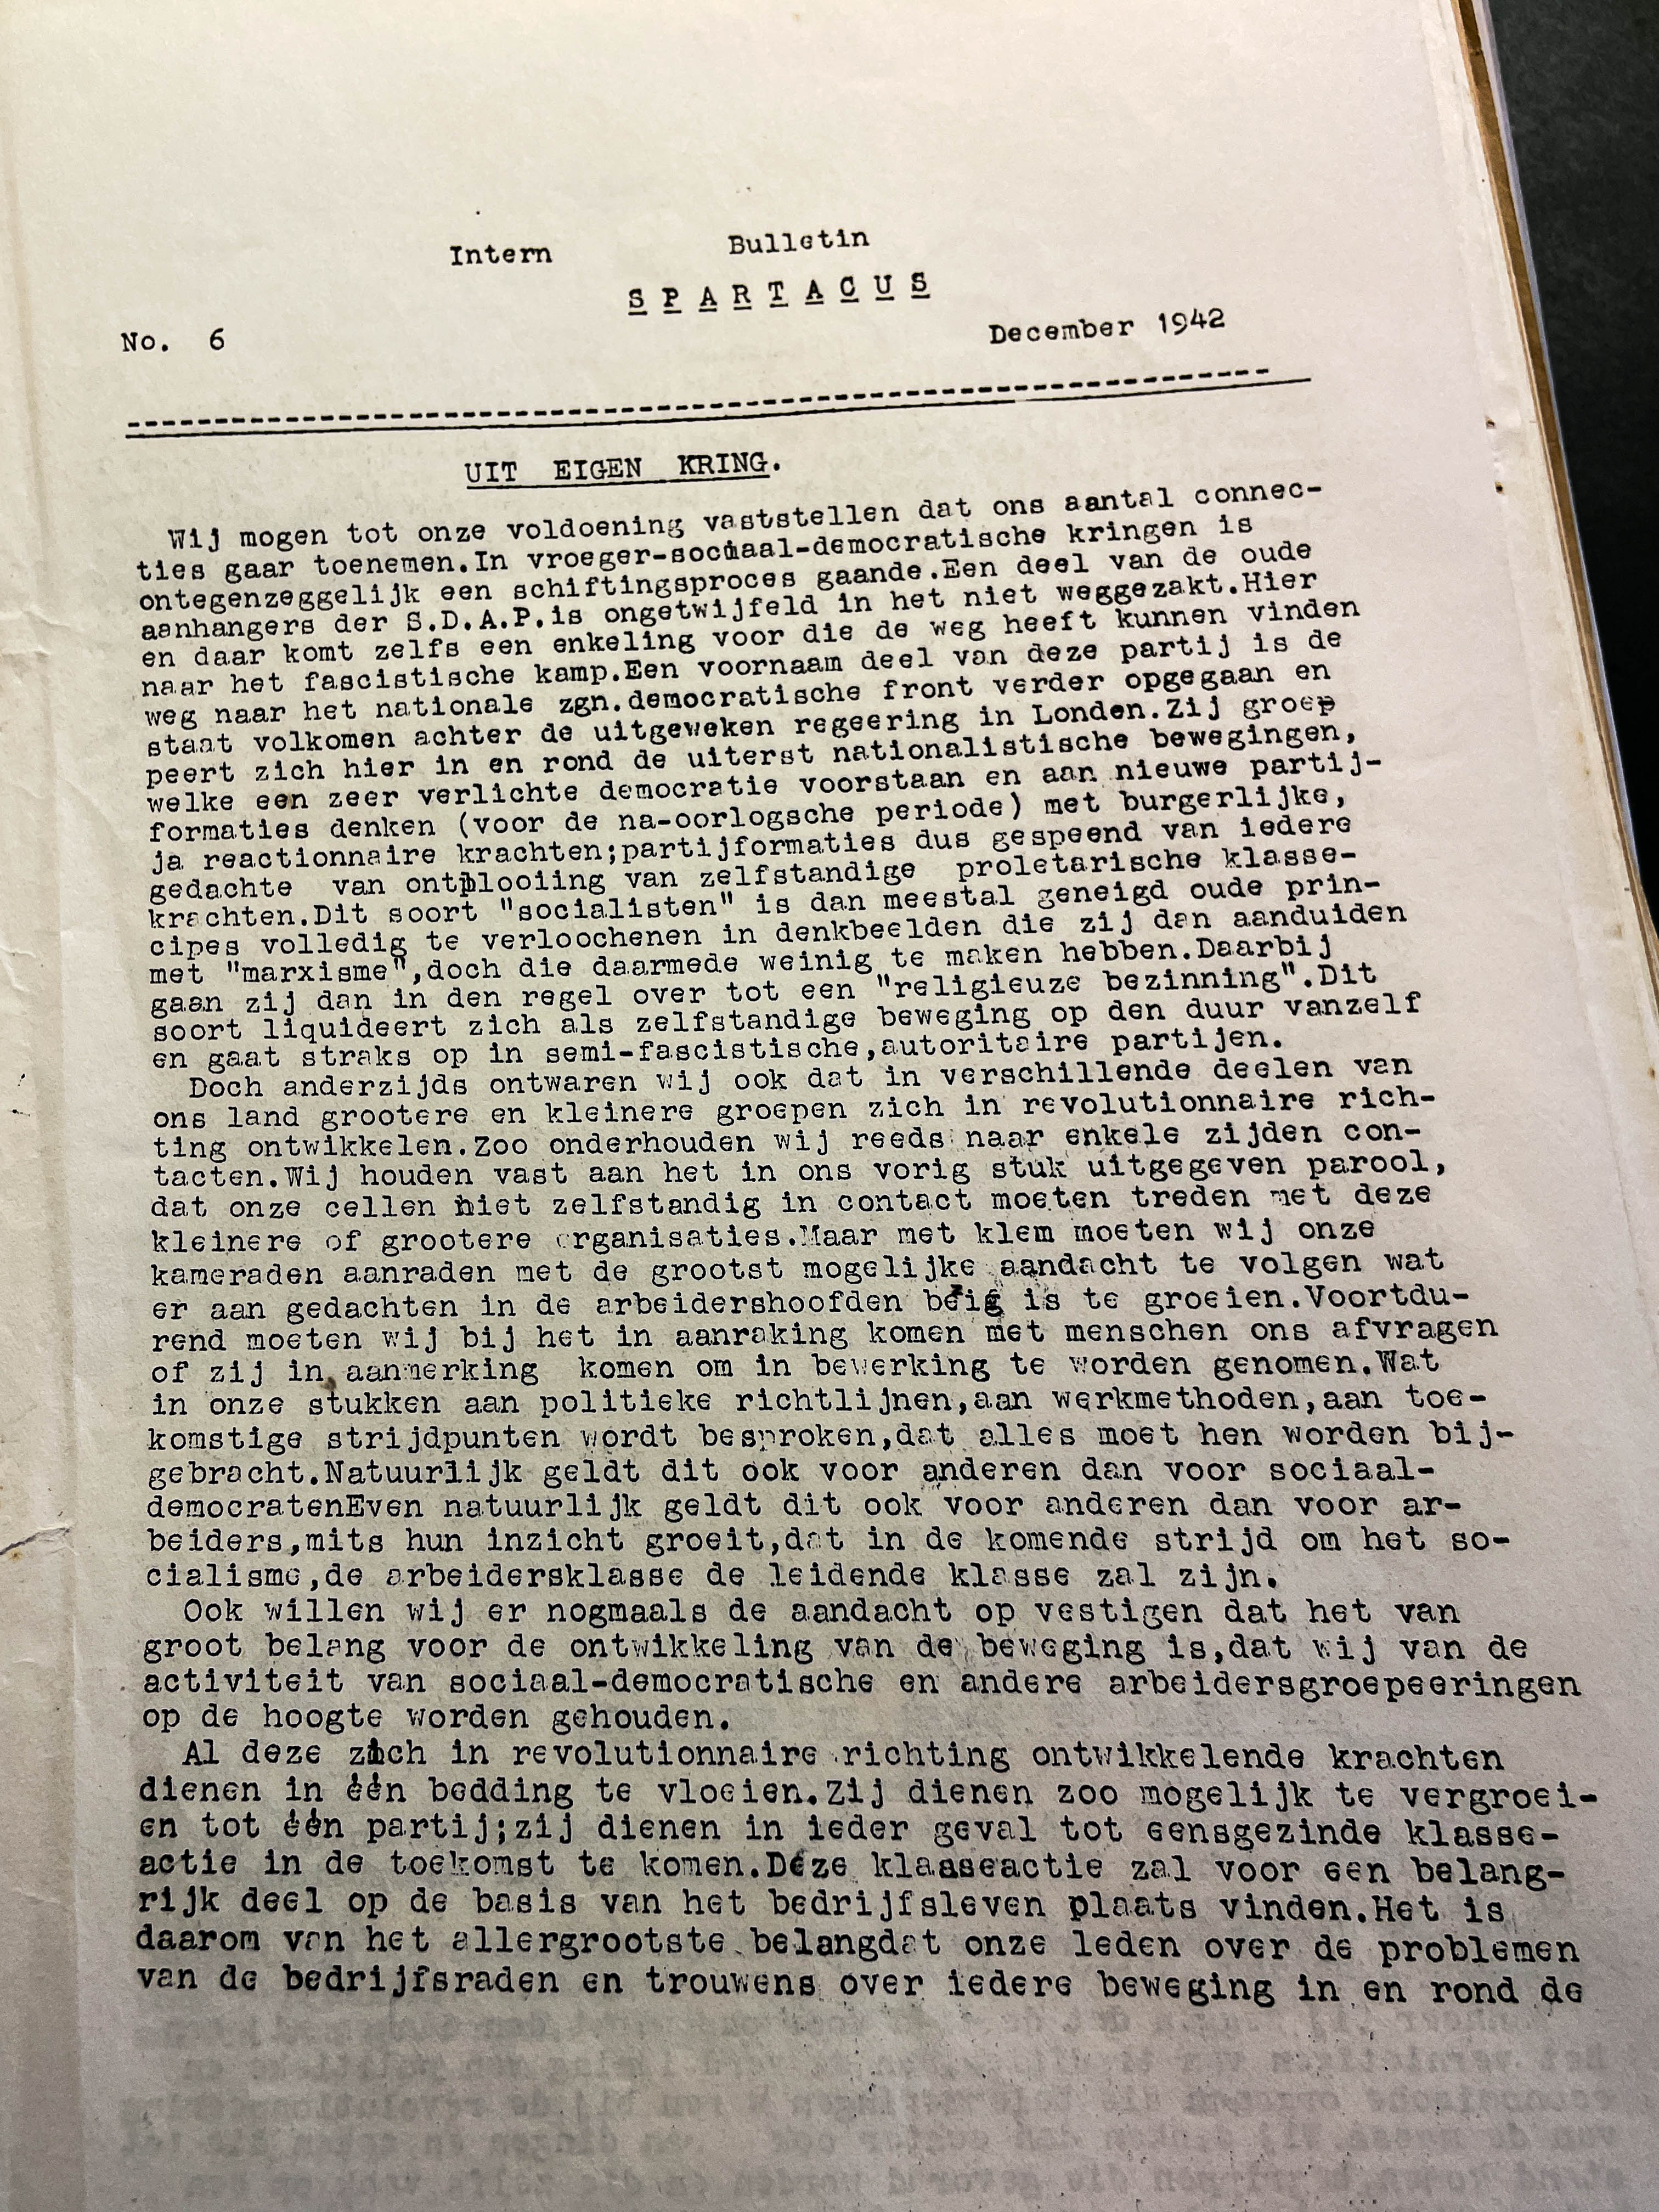 Intern Bulletin
SPARTACUS
No. 6 December 1942
UIT EIGEN KRING.
Wij mogen tot onze voldoening vaststellen dat ons aantal connec-
ties gaar toenemen.In vroeger-sociaal-democratische kringen is
ontegenzeggelijk een schiftingsproces gaande.Een deel van de oude
aanhangers der S.D.A.P.is ongetwijfeld in het niet weggezakt.Hier
en daar komt zelfs een enkeling voor die de weg heeft kunnen vinden
naar het fascistische kamp.Een voornaam deel van deze partij is de
weg naar het nationale zgn.democratische front verder opgegaan en
staat volkomen achter de uitgeweken regeering in Londen.Zij groep
peert zich hier in en rond de uiterst nationalistische bewegingen,
welke een zeer verlichte democratie voorstaan en aan nieuwe partij-
formaties denken (voor de na-oorlogsche periode) met burgerlijke,
ja reactionnaire krachten;partijformaties dus gespeend van iedere
gedachte van ontplooiing van zelfstandige proletarische klasse-
krachten.Dit soort "socialisten" is dan meestal geneigd oude prin-
cipes volledig te verloochenen in denkbeelden die zij dan aanduiden
met "marxisme",doch die daarmede weinig te maken hebben.Daarbij
gaan zij dan in den regel over tot een "religieuze bezinning".Dit
soort liquideert zich als zelfstandige beweging op den duur vanzelf
en gaat straks op in semi-fascistische,autoritaire partijen.
Doch anderzijds ontwaren wij ook dat in verschillende deelen van
ons land grootere en kleinere groepen zich in revolutionnaire rich-
ting ontwikkelen.Zoo onderhouden wij reeds naar enkele zijden con-
tacten.Wij houden vast aan het in ons vorig stuk uitgegeven parool,
dat onze cellen niet zelfstandig in contact moeten treden met deze
kleinere of grootere organisaties.Maar met klem moeten wij onze
kameraden aanraden met de grootst mogelijke aandacht te volgen wat
er aan gedachten in de arbeidershoofden bezig is te groeien.Voortdu-
rend moeten wij bij het in aanraking komen met menschen ons afvragen
of zij in aanmerking komen om in bewerking te worden genomen.Wat
in onze stukken aan politieke richtlijnen,aan werkmethoden,aan toe-
komstige strijdpunten wordt besproken,dat alles moet hen worden bij-
gebracht.Natuurlijk geldt dit ook voor anderen dan voor sociaal-
democratenEven natuurlijk geldt dit ook voor anderen dan voor ar-
beiders,mits hun inzicht groeit,dat in de komende strijd om het so-
cialisme,de arbeidersklasse de leidende klasse zal zijn.
Ook willen wij er nogmaals de aandacht op vestigen dat het van
groot belang voor de ontwikkeling van de beweging is,dat wij van de
activiteit van sociaal-democratische en andere arbeidersgroepeeringen
op de hoogte worden gehouden.
Al deze zich in revolutionnaire richting ontwikkelende krachten
dienen in één bedding te vloeien.Zij dienen zoo mogelijk te vergroei-
en tot één partij;zij dienen in ieder geval tot eensgezinde klasse-
actie in de toekomst te komen.Deze klasseactie zal voor een belang-
rijk deel op de basis van het bedrijfsleven plaats vinden.Het is
daarom van het allergrootste belangdat onze leden over de problemen
van de bedrijfsraden en trouwens over iedere beweging in en rond de